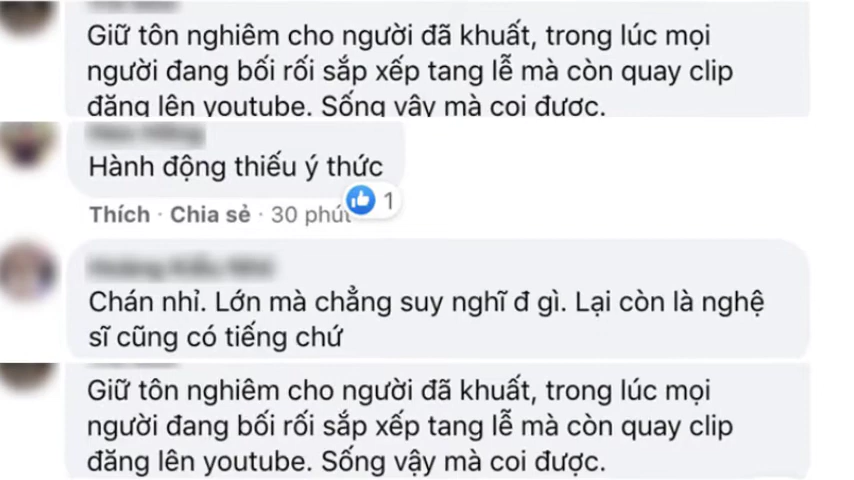 Giữ tôn nghiêm cho người đã khuất, trong lúc mọi
người đang bối rối sắp xếp tang lễ mà còn quay clip
đăng lên youtube. Sống vậy mà coi được.
Hành động thiếu ý thức
Thích · Chia sẻ · 30 phút
1
Chán nhỉ. Lớn mà chẳng suy nghĩ đ gì. Lại còn là nghệ
sĩ cũng có tiếng chứ
Giữ tôn nghiêm cho người đã khuất, trong lúc mọi
người đang bối rối sắp xếp tang lễ mà còn quay clip
đăng lên youtube. Sống vậy mà coi được.